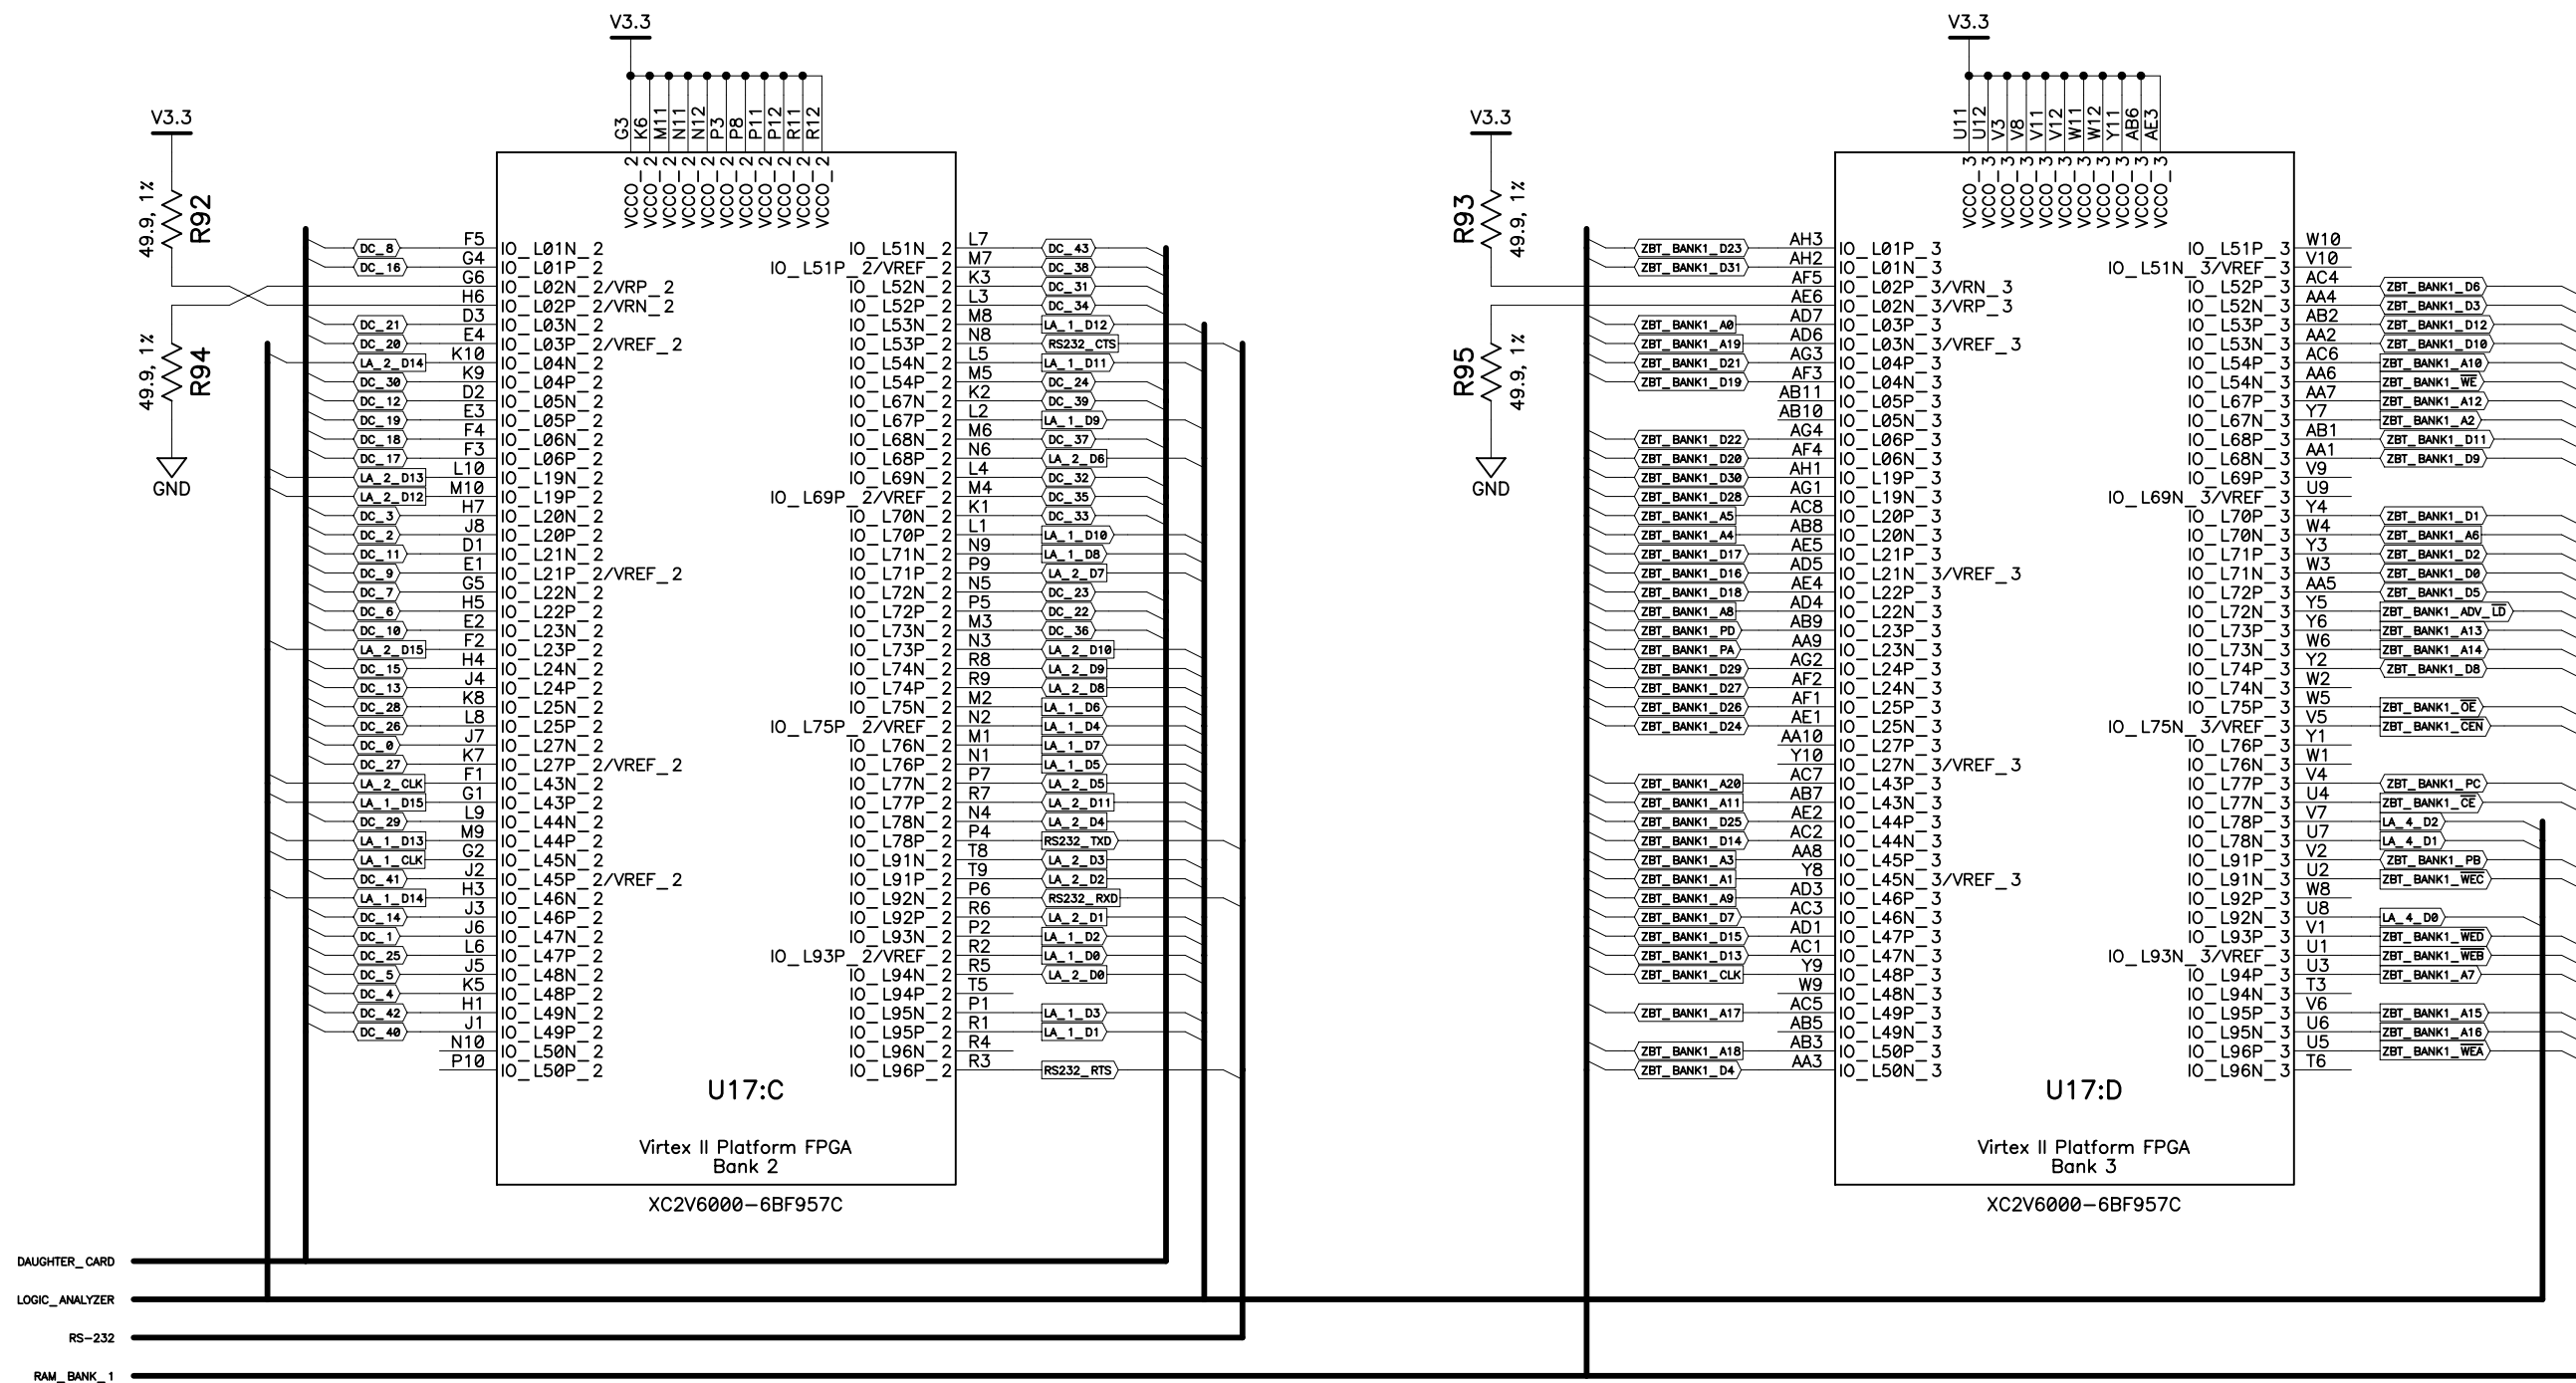 V3.3
G3 K6 M11 N11 N12 P3 P8 P11 P12 R11 R12
VCCO_2 VCCO_2 VCCO_2 VCCO_2 VCCO_2 VCCO_2 VCCO_2 VCCO_2 VCCO_2 VCCO_2 VCCO_2
V3.3
49.9, 1%
R92
49.9, 1%
R94
GND
DC_8 F5 IO_L01N_2 IO_L51N_2 L7 DC_43
DC_16 G4 IO_L01P_2 IO_L51P_2/VREF_2 M7 DC_38
G6 IO_L02N_2/VRP_2 IO_L52N_2 K3 DC_31
H6 IO_L02P_2/VRN_2 IO_L52P_2 L3 DC_34
DC_21 D3 IO_L03N_2 IO_L53N_2 M8 LA_1_D12
DC_20 E4 IO_L03P_2/VREF_2 IO_L53P_2 N8 RS232_CTS
LA_2_D14 K10 IO_L04N_2 IO_L54N_2 L5 LA_1_D11
DC_30 K9 IO_L04P_2 IO_L54P_2 M5 DC_24
DC_12 D2 IO_L05N_2 IO_L67N_2 K2 DC_39
DC_19 E3 IO_L05P_2 IO_L67P_2 L2 LA_1_D9
DC_18 F4 IO_L06N_2 IO_L68N_2 M6 DC_37
DC_17 F3 IO_L06P_2 IO_L68P_2 N6 LA_2_D6
LA_2_D13 L10 IO_L19N_2 IO_L69N_2 L4 DC_32
LA_2_D12 M10 IO_L19P_2 IO_L69P_2/VREF_2 M4 DC_35
DC_3 H7 IO_L20N_2 IO_L70N_2 K1 DC_33
DC_2 J8 IO_L20P_2 IO_L70P_2 L1 LA_1_D10
DC_11 D1 IO_L21N_2 IO_L71N_2 N9 LA_1_D8
DC_9 E1 IO_L21P_2/VREF_2 IO_L71P_2 P9 LA_2_D7
DC_7 G5 IO_L22N_2 IO_L72N_2 N5 DC_23
DC_6 H5 IO_L22P_2 IO_L72P_2 P5 DC_22
DC_10 E2 IO_L23N_2 IO_L73N_2 M3 DC_36
LA_2_D15 F2 IO_L23P_2 IO_L73P_2 N3 LA_2_D10
DC_15 H4 IO_L24N_2 IO_L74N_2 R8 LA_2_D9
DC_13 J4 IO_L24P_2 IO_L74P_2 R9 LA_2_D8
DC_28 K8 IO_L25N_2 IO_L75N_2 M2 LA_1_D6
DC_26 L8 IO_L25P_2 IO_L75P_2/VREF_2 N2 LA_1_D4
DC_0 J7 IO_L27N_2 IO_L76N_2 M1 LA_1_D7
DC_27 K7 IO_L27P_2/VREF_2 IO_L76P_2 N1 LA_1_D5
LA_2_CLK F1 IO_L43N_2 IO_L77N_2 P7 LA_2_D5
LA_1_D15 G1 IO_L43P_2 IO_L77P_2 R7 LA_2_D11
DC_29 L9 IO_L44N_2 IO_L78N_2 N4 LA_2_D4
LA_1_D13 M9 IO_L44P_2 IO_L78P_2 P4 RS232_TXD
LA_1_CLK G2 IO_L45N_2 IO_L91N_2 T8 LA_2_D3
DC_41 J2 IO_L45P_2/VREF_2 IO_L91P_2 T9 LA_2_D2
LA_1_D14 H3 IO_L46N_2 IO_L92N_2 P6 RS232_RXD
DC_14 J3 IO_L46P_2 IO_L92P_2 R6 LA_2_D1
DC_1 J6 IO_L47N_2 IO_L93N_2 P2 LA_1_D2
DC_25 L6 IO_L47P_2 IO_L93P_2/VREF_2 R2 LA_1_D0
DC_5 J5 IO_L48N_2 IO_L94N_2 R5 LA_2_D0
DC_4 K5 IO_L48P_2 IO_L94P_2 T5
DC_42 H1 IO_L49N_2 IO_L95N_2 P1 LA_1_D3
DC_40 J1 IO_L49P_2 IO_L95P_2 R1 LA_1_D1
N10 IO_L50N_2 IO_L96N_2 R4
P10 IO_L50P_2 IO_L96P_2 R3 RS232_RTS
U17:C
Virtex II Platform FPGA
Bank 2
XC2V6000-6BF957C
V3.3
U11 U12 V3 V8 V11 V12 W11 W12 Y11 AB6 AE3
VCCO_3 VCCO_3 VCCO_3 VCCO_3 VCCO_3 VCCO_3 VCCO_3 VCCO_3 VCCO_3 VCCO_3 VCCO_3
V3.3
R93
49.9, 1%
R95
49.9, 1%
GND
ZBT_BANK1_D23 AH3 IO_L01P_3 IO_L51P_3 W10
ZBT_BANK1_D31 AH2 IO_L01N_3 IO_L51N_3/VREF_3 V10
AF5 IO_L02P_3/VRN_3 IO_L52P_3 AC4 ZBT_BANK1_D6
AE6 IO_L02N_3/VRP_3 IO_L52N_3 AA4 ZBT_BANK1_D3
ZBT_BANK1_A0 AD7 IO_L03P_3 IO_L53P_3 AB2 ZBT_BANK1_D12
ZBT_BANK1_A19 AD6 IO_L03N_3/VREF_3 IO_L53N_3 AA2 ZBT_BANK1_D10
ZBT_BANK1_D21 AG3 IO_L04P_3 IO_L54P_3 AC6 ZBT_BANK1_A10
ZBT_BANK1_D19 AF3 IO_L04N_3 IO_L54N_3 AA6 ZBT_BANK1_WE
AB11 IO_L05P_3 IO_L67P_3 AA7 ZBT_BANK1_A12
AB10 IO_L05N_3 IO_L67N_3 Y7 ZBT_BANK1_A2
ZBT_BANK1_D22 AG4 IO_L06P_3 IO_L68P_3 AB1 ZBT_BANK1_D11
ZBT_BANK1_D20 AF4 IO_L06N_3 IO_L68N_3 AA1 ZBT_BANK1_D9
ZBT_BANK1_D30 AH1 IO_L19P_3 IO_L69P_3 V9
ZBT_BANK1_D28 AG1 IO_L19N_3 IO_L69N_3/VREF_3 U9
ZBT_BANK1_A5 AC8 IO_L20P_3 IO_L70P_3 Y4 ZBT_BANK1_D1
ZBT_BANK1_A4 AB8 IO_L20N_3 IO_L70N_3 W4 ZBT_BANK1_A6
ZBT_BANK1_D17 AE5 IO_L21P_3 IO_L71P_3 Y3 ZBT_BANK1_D2
ZBT_BANK1_D16 AD5 IO_L21N_3/VREF_3 IO_L71N_3 W3 ZBT_BANK1_D0
ZBT_BANK1_D18 AE4 IO_L22P_3 IO_L72P_3 AA5 ZBT_BANK1_D5
ZBT_BANK1_A8 AD4 IO_L22N_3 IO_L72N_3 Y5 ZBT_BANK1_ADV_LD
ZBT_BANK1_PD AB9 IO_L23P_3 IO_L73P_3 Y6 ZBT_BANK1_A13
ZBT_BANK1_PA AA9 IO_L23N_3 IO_L73N_3 W6 ZBT_BANK1_A14
ZBT_BANK1_D29 AG2 IO_L24P_3 IO_L74P_3 Y2 ZBT_BANK1_D8
ZBT_BANK1_D27 AF2 IO_L24N_3 IO_L74N_3 W2
ZBT_BANK1_D26 AF1 IO_L25P_3 IO_L75P_3 W5 ZBT_BANK1_OE
ZBT_BANK1_D24 AE1 IO_L25N_3 IO_L75N_3/VREF_3 V5 ZBT_BANK1_CEN
AA10 IO_L27P_3 IO_L76P_3 Y1
Y10 IO_L27N_3/VREF_3 IO_L76N_3 W1
ZBT_BANK1_A20 AC7 IO_L43P_3 IO_L77P_3 V4 ZBT_BANK1_PC
ZBT_BANK1_A11 AB7 IO_L43N_3 IO_L77N_3 U4 ZBT_BANK1_CE
ZBT_BANK1_D25 AE2 IO_L44P_3 IO_L78P_3 V7 LA_4_D2
ZBT_BANK1_D14 AC2 IO_L44N_3 IO_L78N_3 U7 LA_4_D1
ZBT_BANK1_A3 AA8 IO_L45P_3 IO_L91P_3 V2 ZBT_BANK1_PB
ZBT_BANK1_A1 Y8 IO_L45N_3/VREF_3 IO_L91N_3 U2 ZBT_BANK1_WEC
ZBT_BANK1_A9 AD3 IO_L46P_3 IO_L92P_3 W8
ZBT_BANK1_D7 AC3 IO_L46N_3 IO_L92N_3 U8 LA_4_D0
ZBT_BANK1_D15 AD1 IO_L47P_3 IO_L93P_3 V1 ZBT_BANK1_WED
ZBT_BANK1_D13 AC1 IO_L47N_3 IO_L93N_3/VREF_3 U1 ZBT_BANK1_WEB
ZBT_BANK1_CLK Y9 IO_L48P_3 IO_L94P_3 U3 ZBT_BANK1_A7
W9 IO_L48N_3 IO_L94N_3 T3
ZBT_BANK1_A17 AC5 IO_L49P_3 IO_L95P_3 V6 ZBT_BANK1_A15
AB5 IO_L49N_3 IO_L95N_3 U6 ZBT_BANK1_A16
ZBT_BANK1_A18 AB3 IO_L50P_3 IO_L96P_3 U5 ZBT_BANK1_WEA
ZBT_BANK1_D4 AA3 IO_L50N_3 IO_L96N_3 T6
U17:D
Virtex II Platform FPGA
Bank 3
XC2V6000-6BF957C
DAUGHTER_CARD
LOGIC_ANALYZER
RS-232
RAM_BANK_1